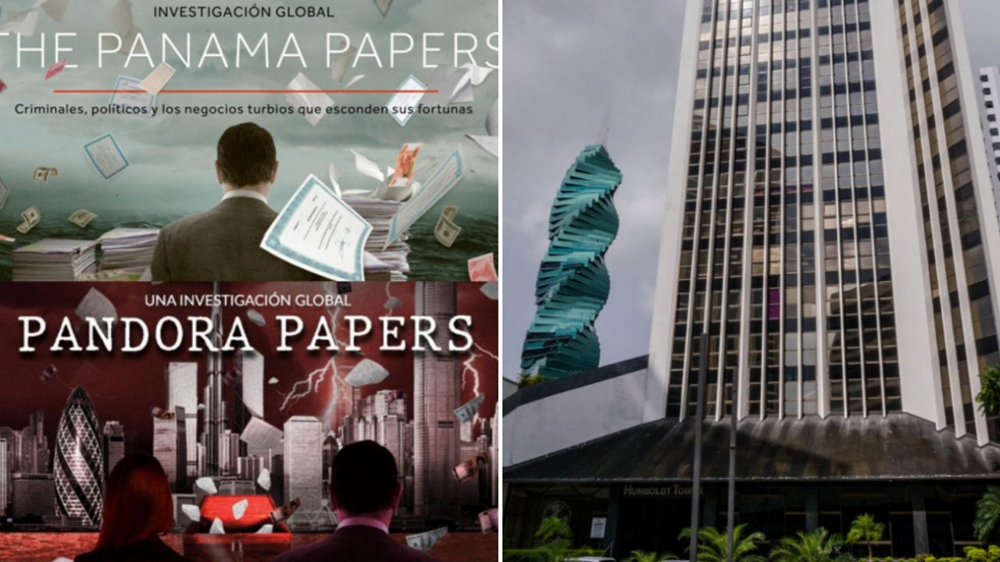 INVESTIGACIÓN GLOBAL
THE PANAMA PAPERS
Criminales, políticos y los negocios turbios que esconden sus fortunas
UNA INVESTIGACIÓN GLOBAL
PANDORA PAPERS
HUMBOLDT TOWER